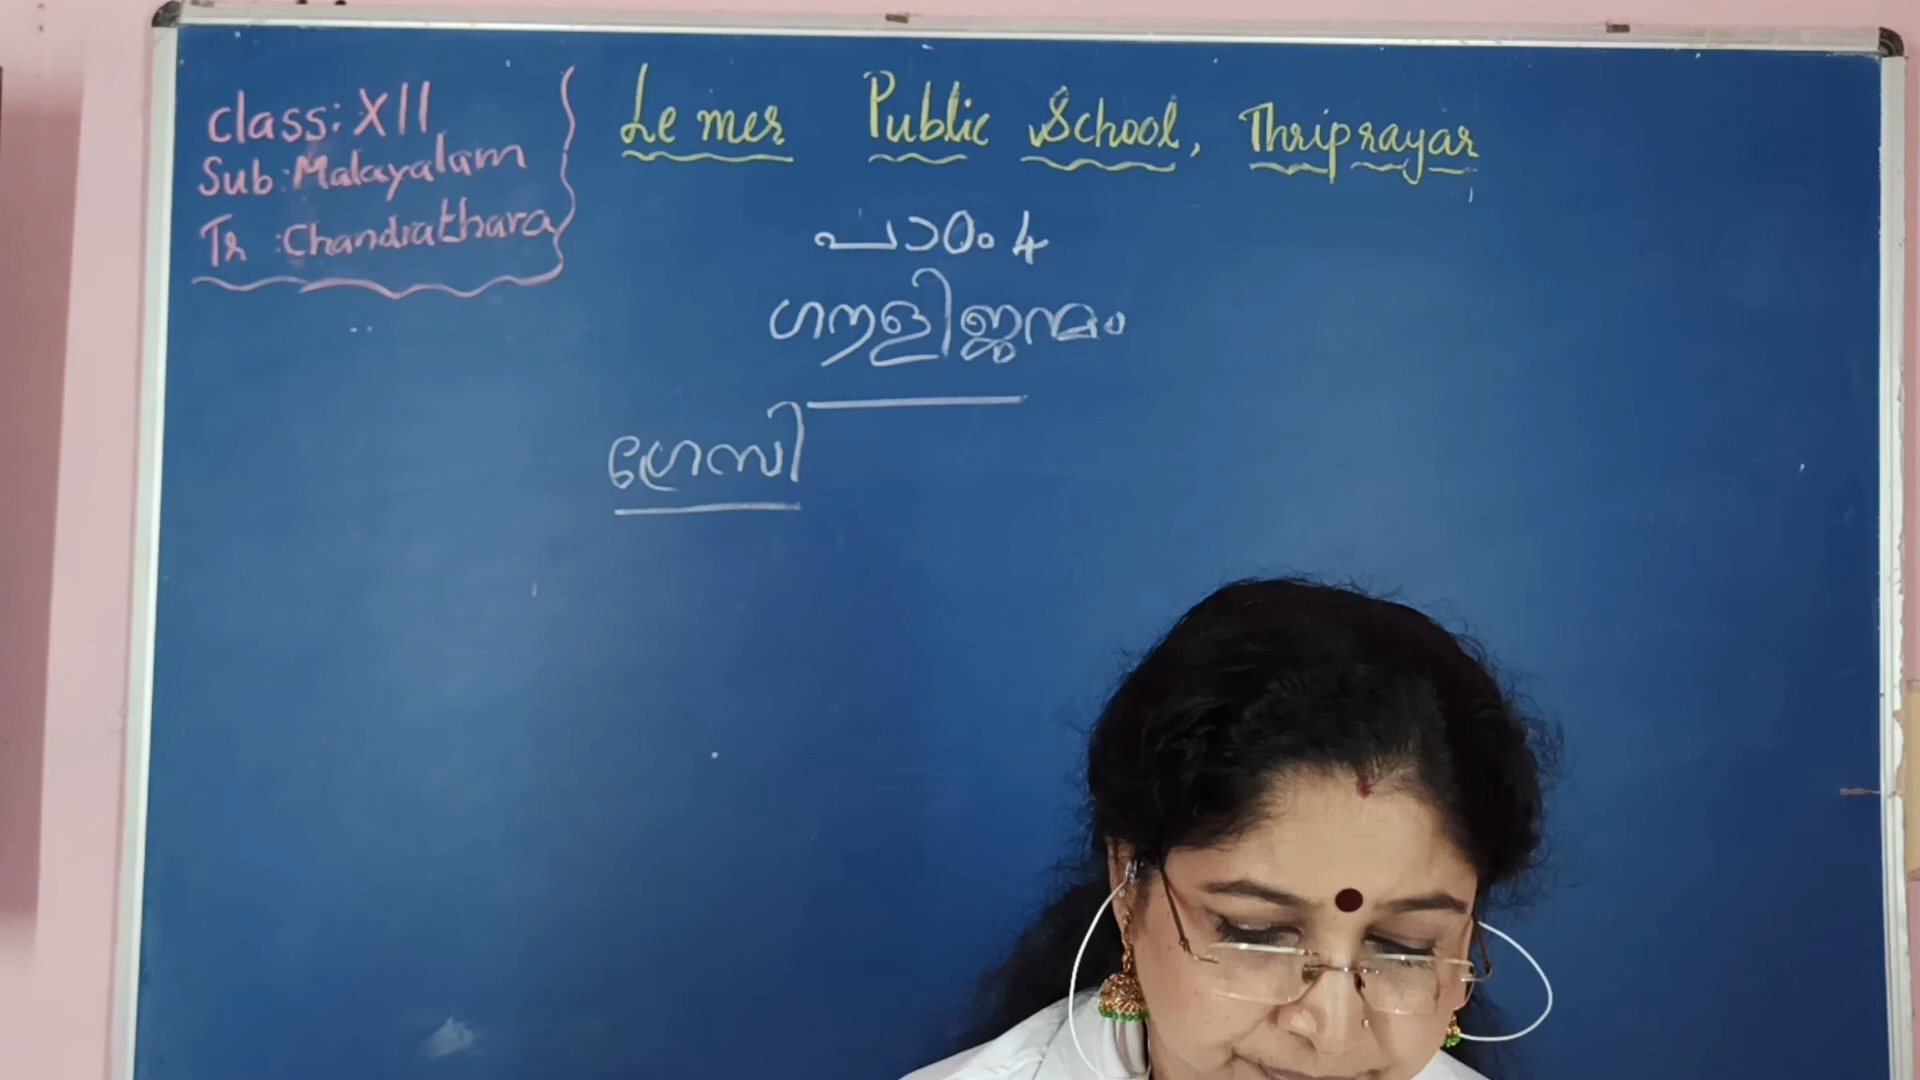 class: XII
Sub: Malayalam
Tr : Chandrathara
Le mer Public School, Thriprayar
പാഠം 4
ഗൗളിജന്മം
ഗ്രേസി